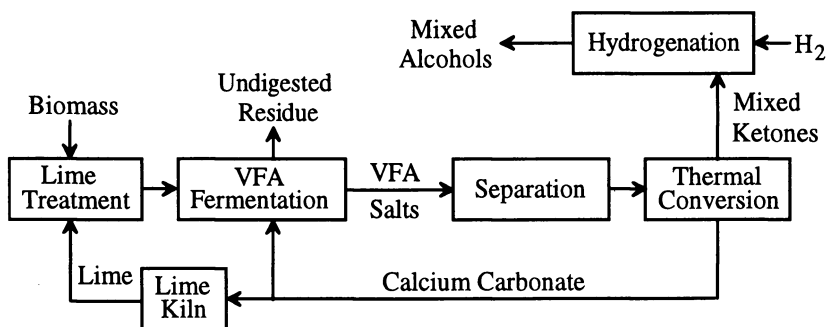 Mixed
Alcohols
Hydrogenation
H2
Undigested
Residue
Biomass
Mixed
Ketones
Lime
Treatment
VFA
Fermentation
VFA
Salts
Separation
Thermal
Conversion
Lime
Lime
Kiln
Calcium Carbonate